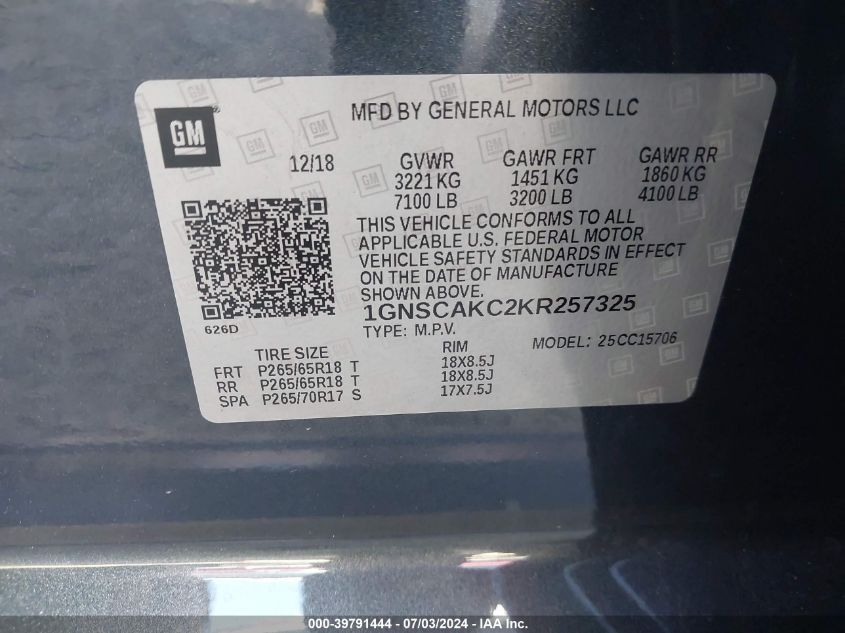 GM
MFD BY GENERAL MOTORS LLC
12/18
GVWR
3221 KG
7100 LB
GAWR FRT
1451 KG
3200 LB
GAWR RR
1860 KG
4100 LB
THIS VEHICLE CONFORMS TO ALL
APPLICABLE U.S. FEDERAL MOTOR
VEHICLE SAFETY STANDARDS IN EFFECT
ON THE DATE OF MANUFACTURE
SHOWN ABOVE.
1GNSCAKC2KR257325
626D
TYPE: M.P.V.
MODEL: 25CC15706
TIRE SIZE RIM
FRT P265/65R18 T 18X8.5J
RR P265/65R18 T 18X8.5J
SPA P265/70R17 S 17X7.5J
000-39791444 - 07/03/2024 - IAA Inc.